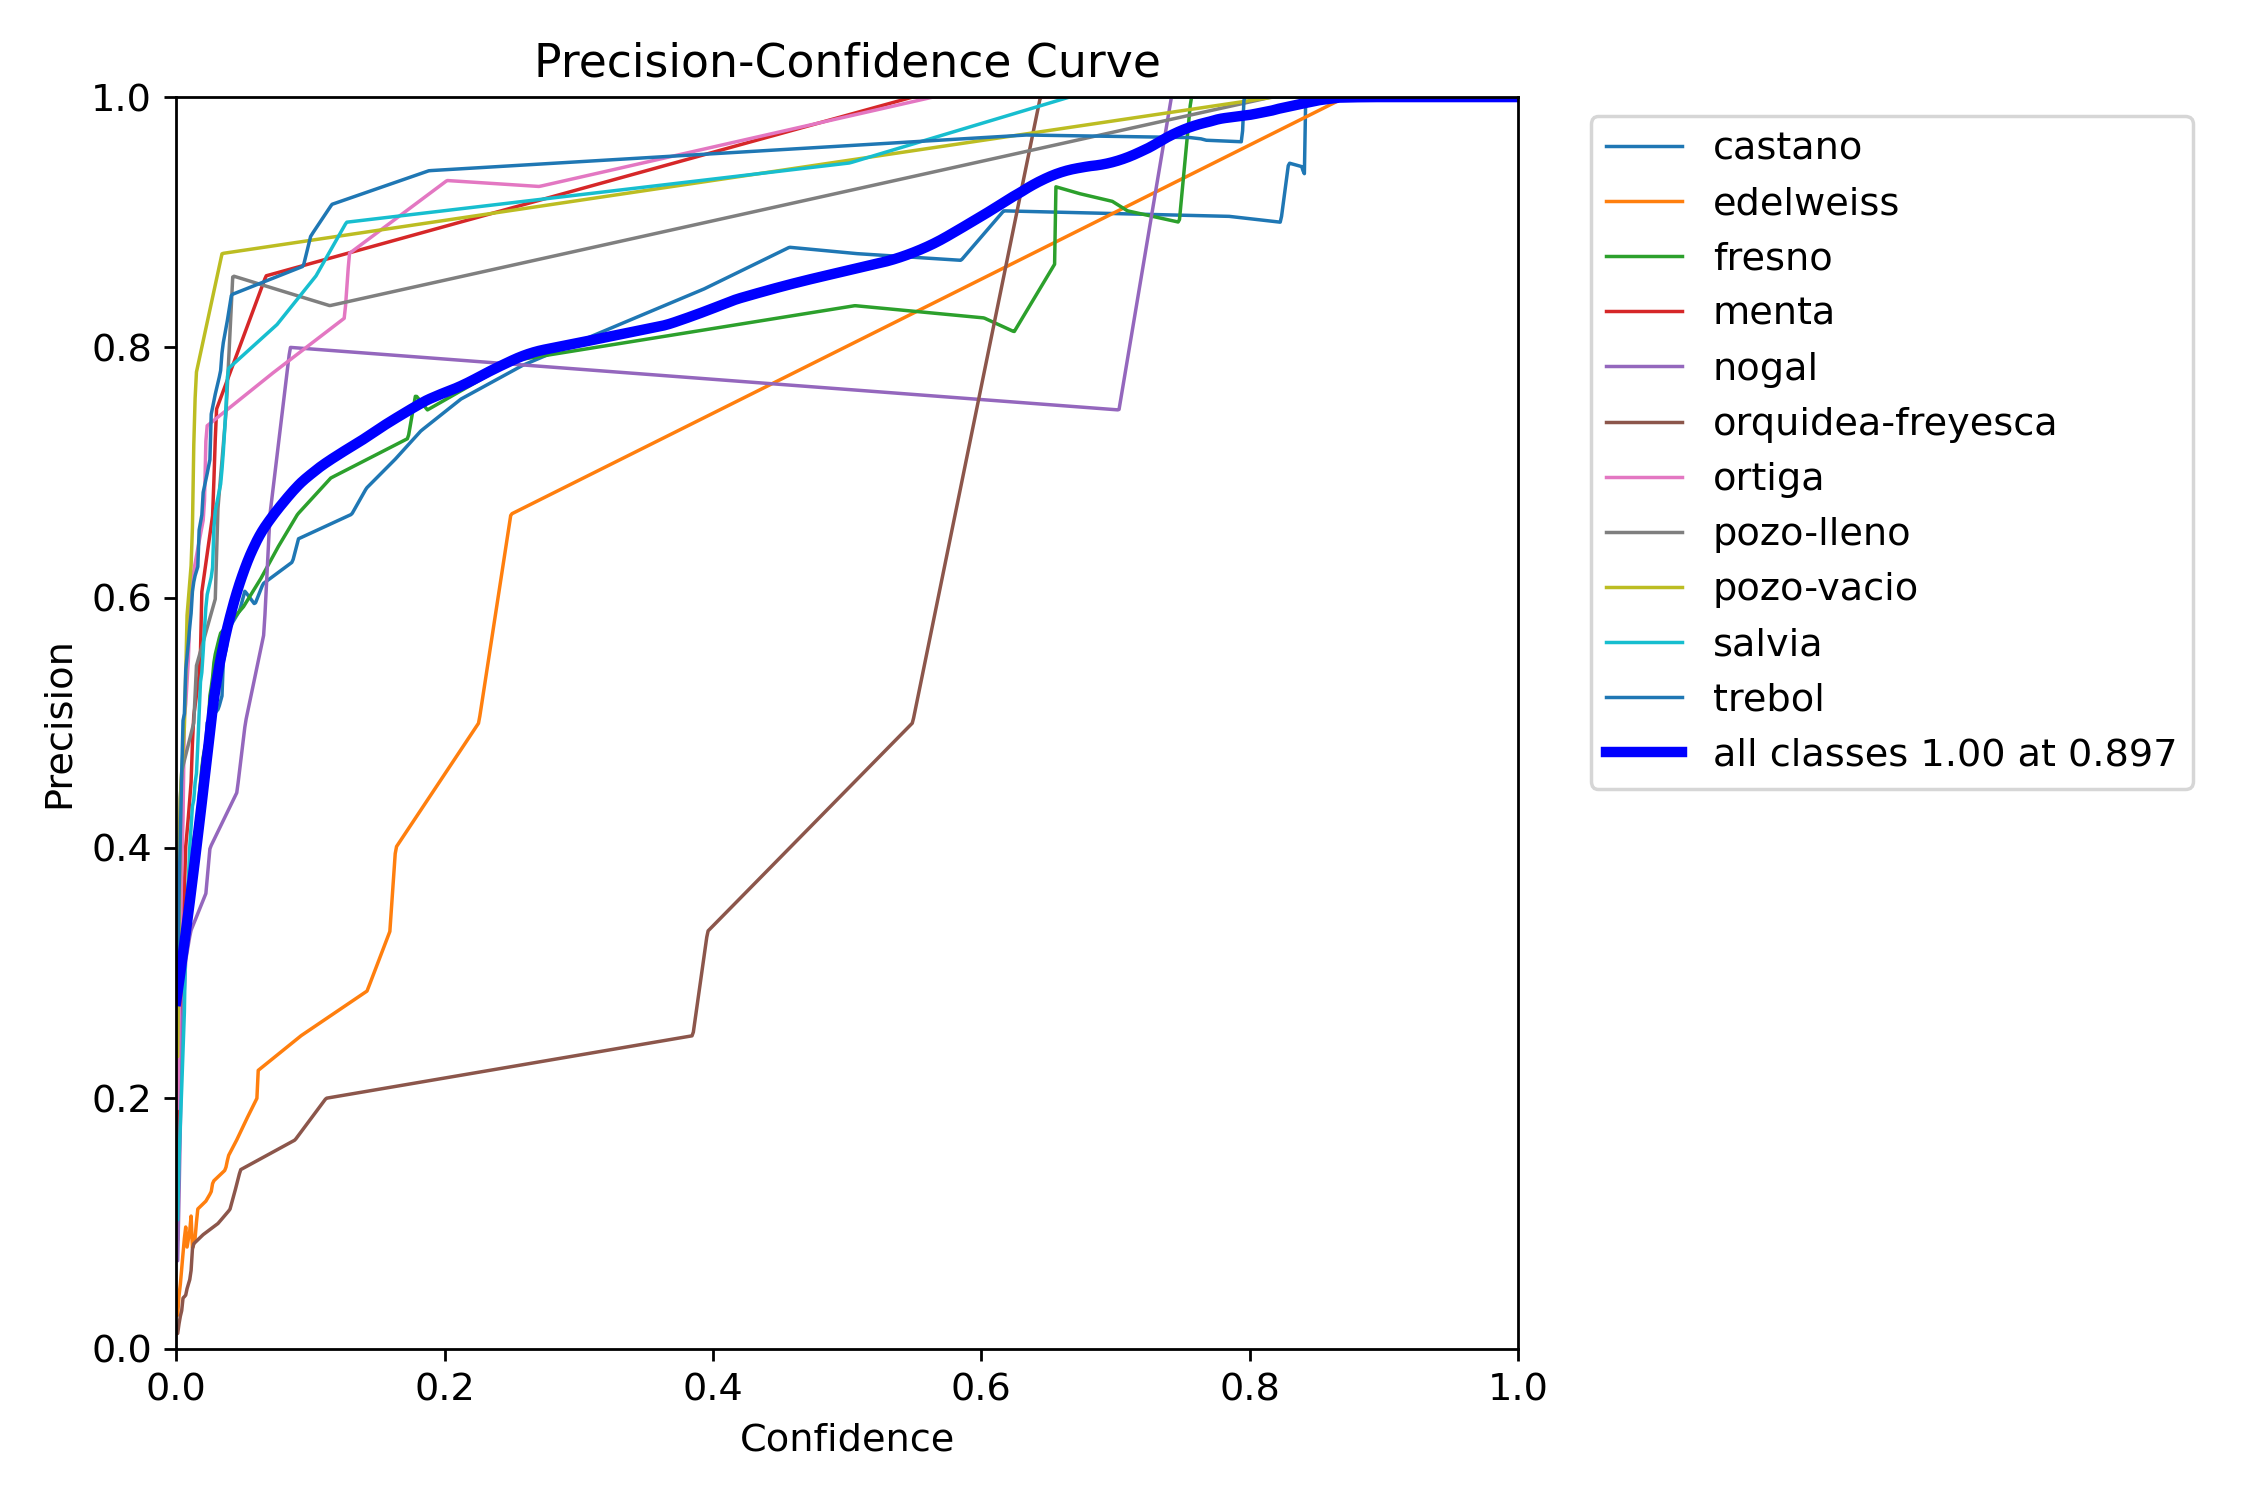 Precision-Confidence Curve
1.0
0.8
0.6
0.4
0.2
0.0
Precision
0.0 0.2 0.4 0.6 0.8 1.0
Confidence
castano
edelweiss
fresno
menta
nogal
orquidea-freyesca
ortiga
pozo-lleno
pozo-vacio
salvia
trebol
all classes 1.00 at 0.897